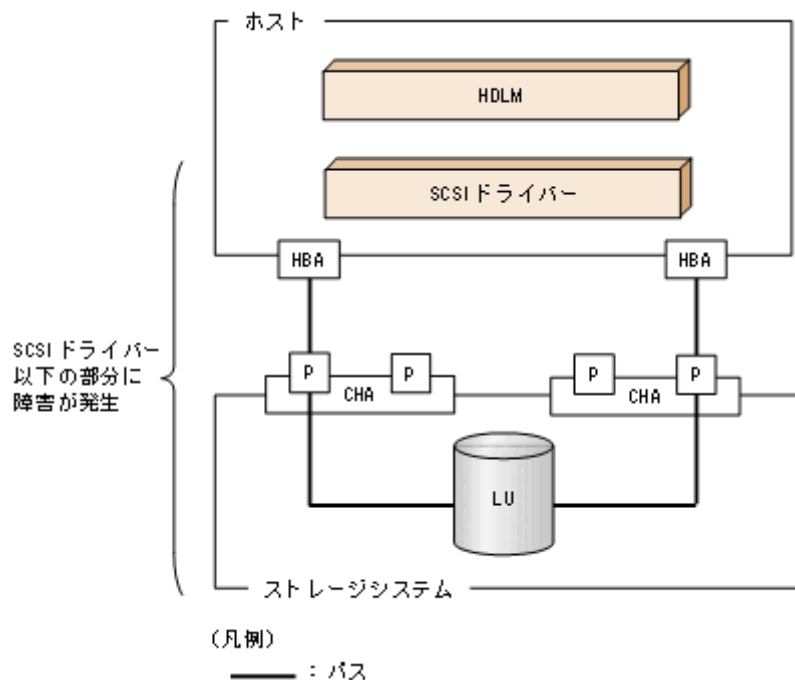 ホスト
HDLM
SCSIドライバー
HBA
HBA
SCSIドライバー
以下の部分に
障害が発生
P
P
CHA
P
P
CHA
LU
ストレージシステム
(凡例)
：パス